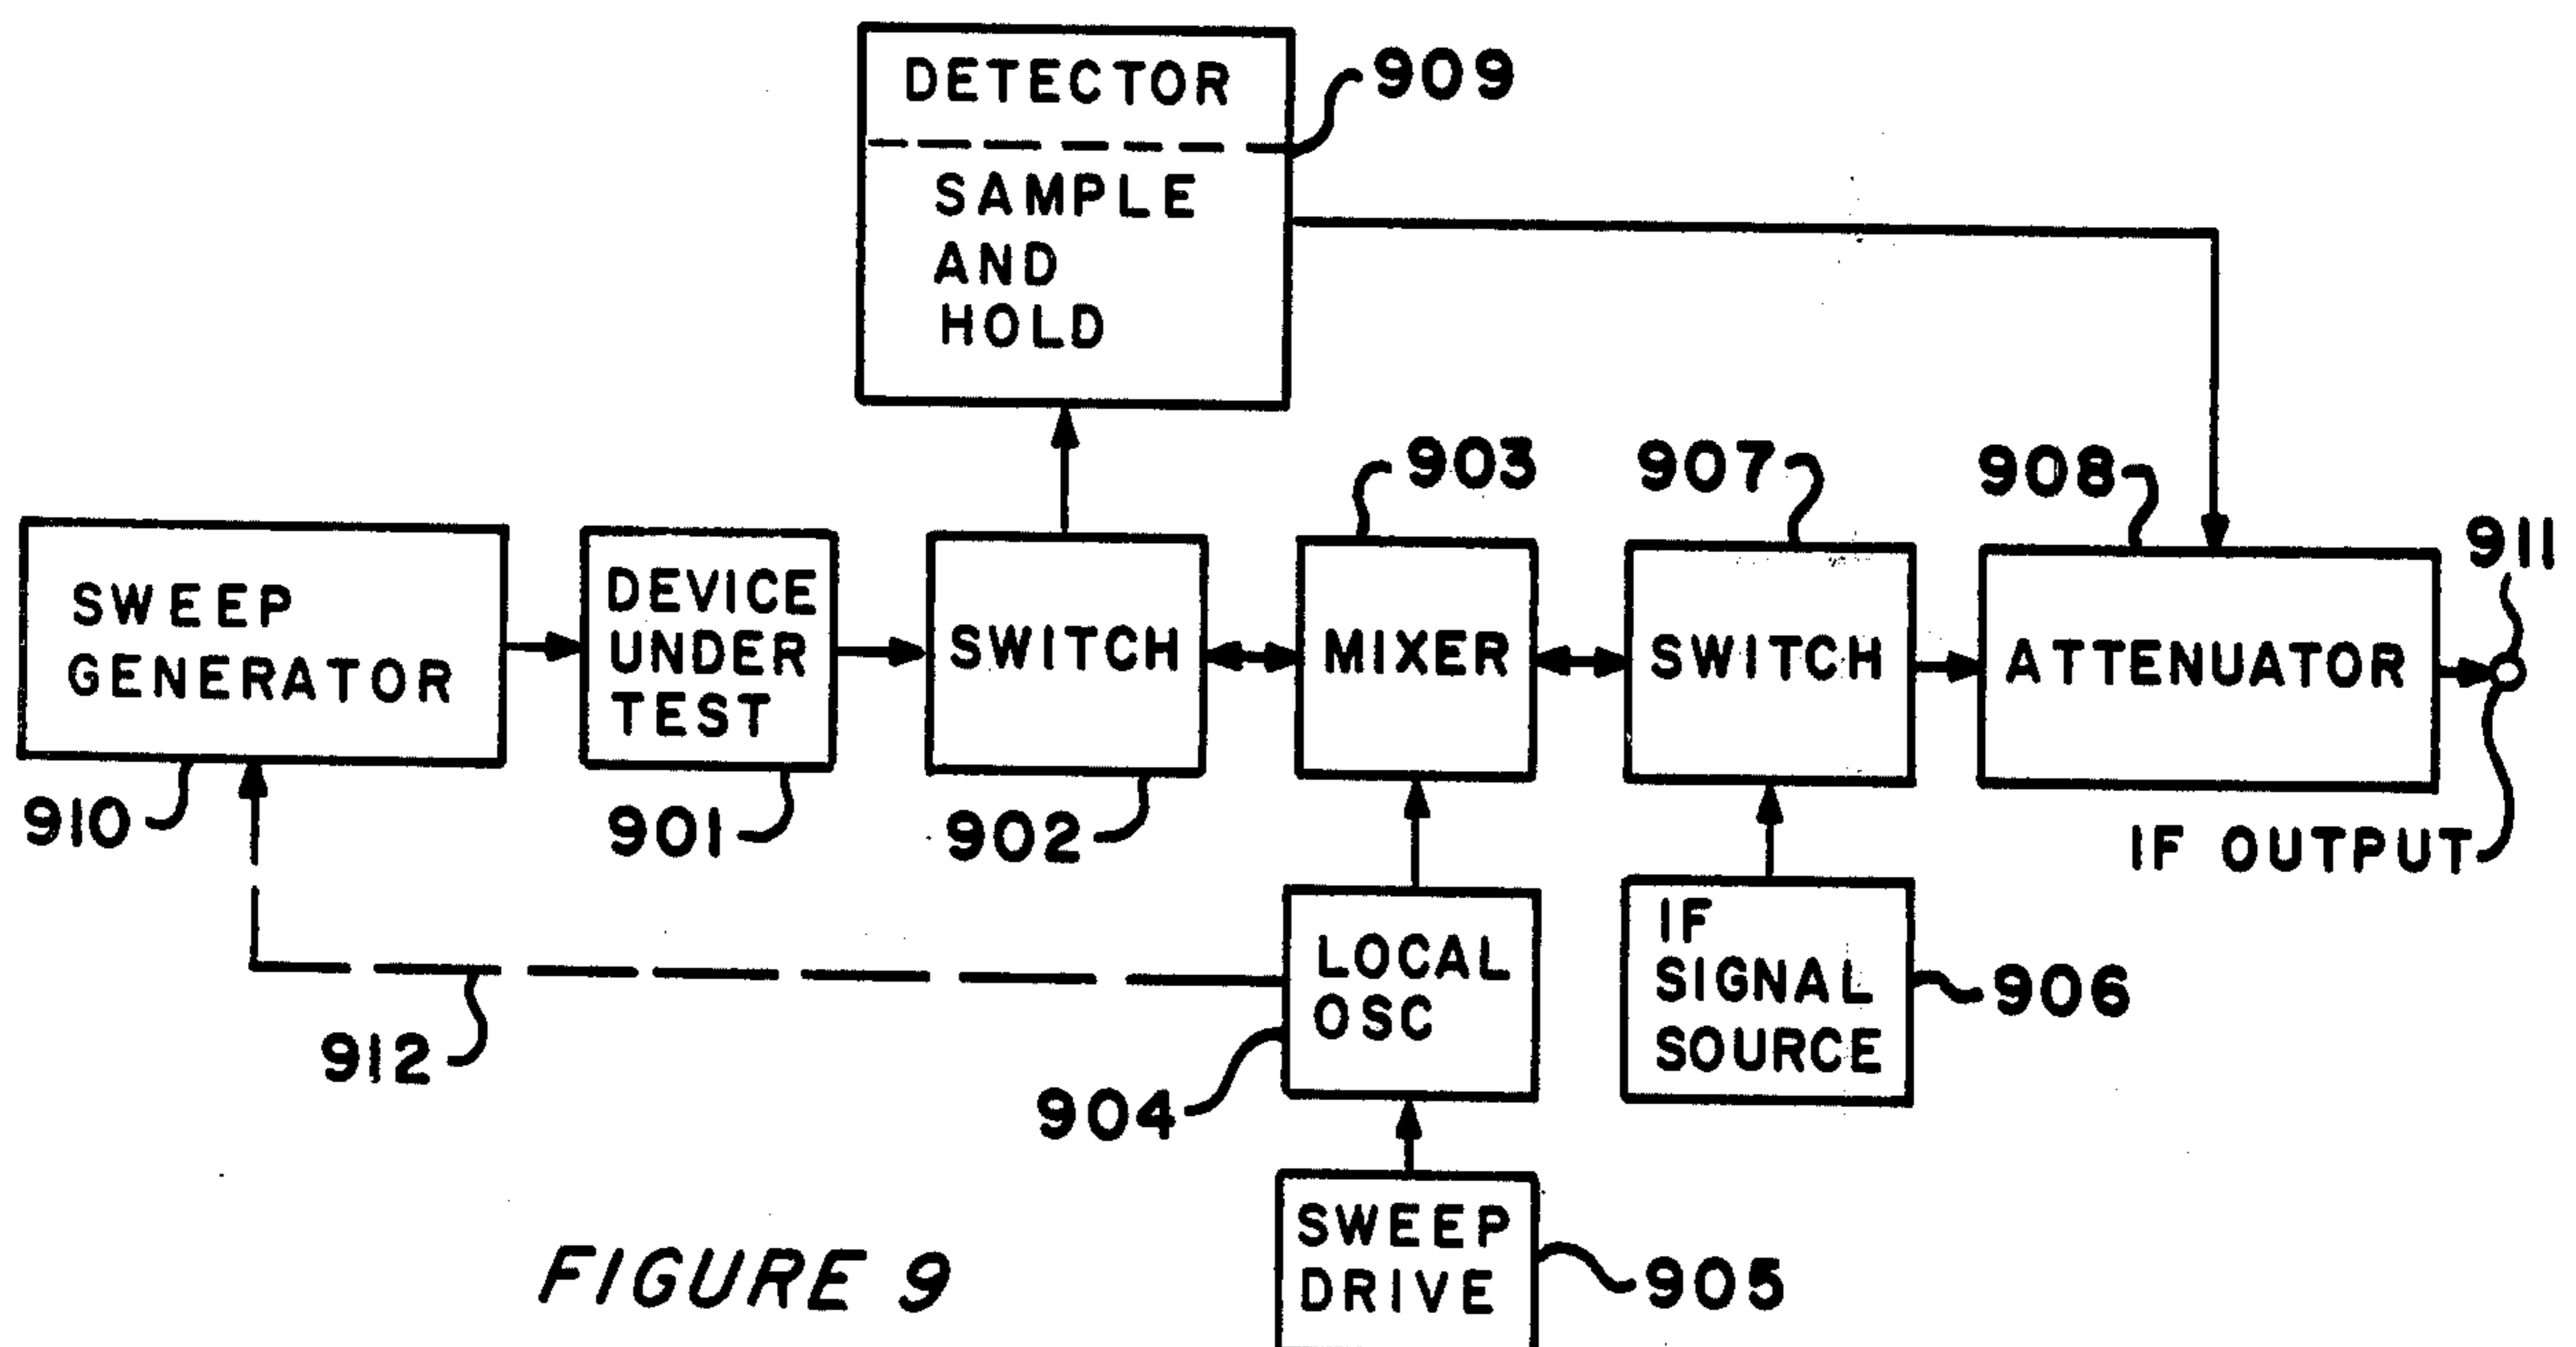 DETECTOR
909
SAMPLE
AND
HOLD
903
907
908
911
SWEEP
GENERATOR
DEVICE
UNDER
TEST
SWITCH
MIXER
SWITCH
ATTENUATOR
910
901
902
IF OUTPUT
LOCAL
OSC
IF
SIGNAL
SOURCE
906
912
904
SWEEP
DRIVE
905
FIGURE 9